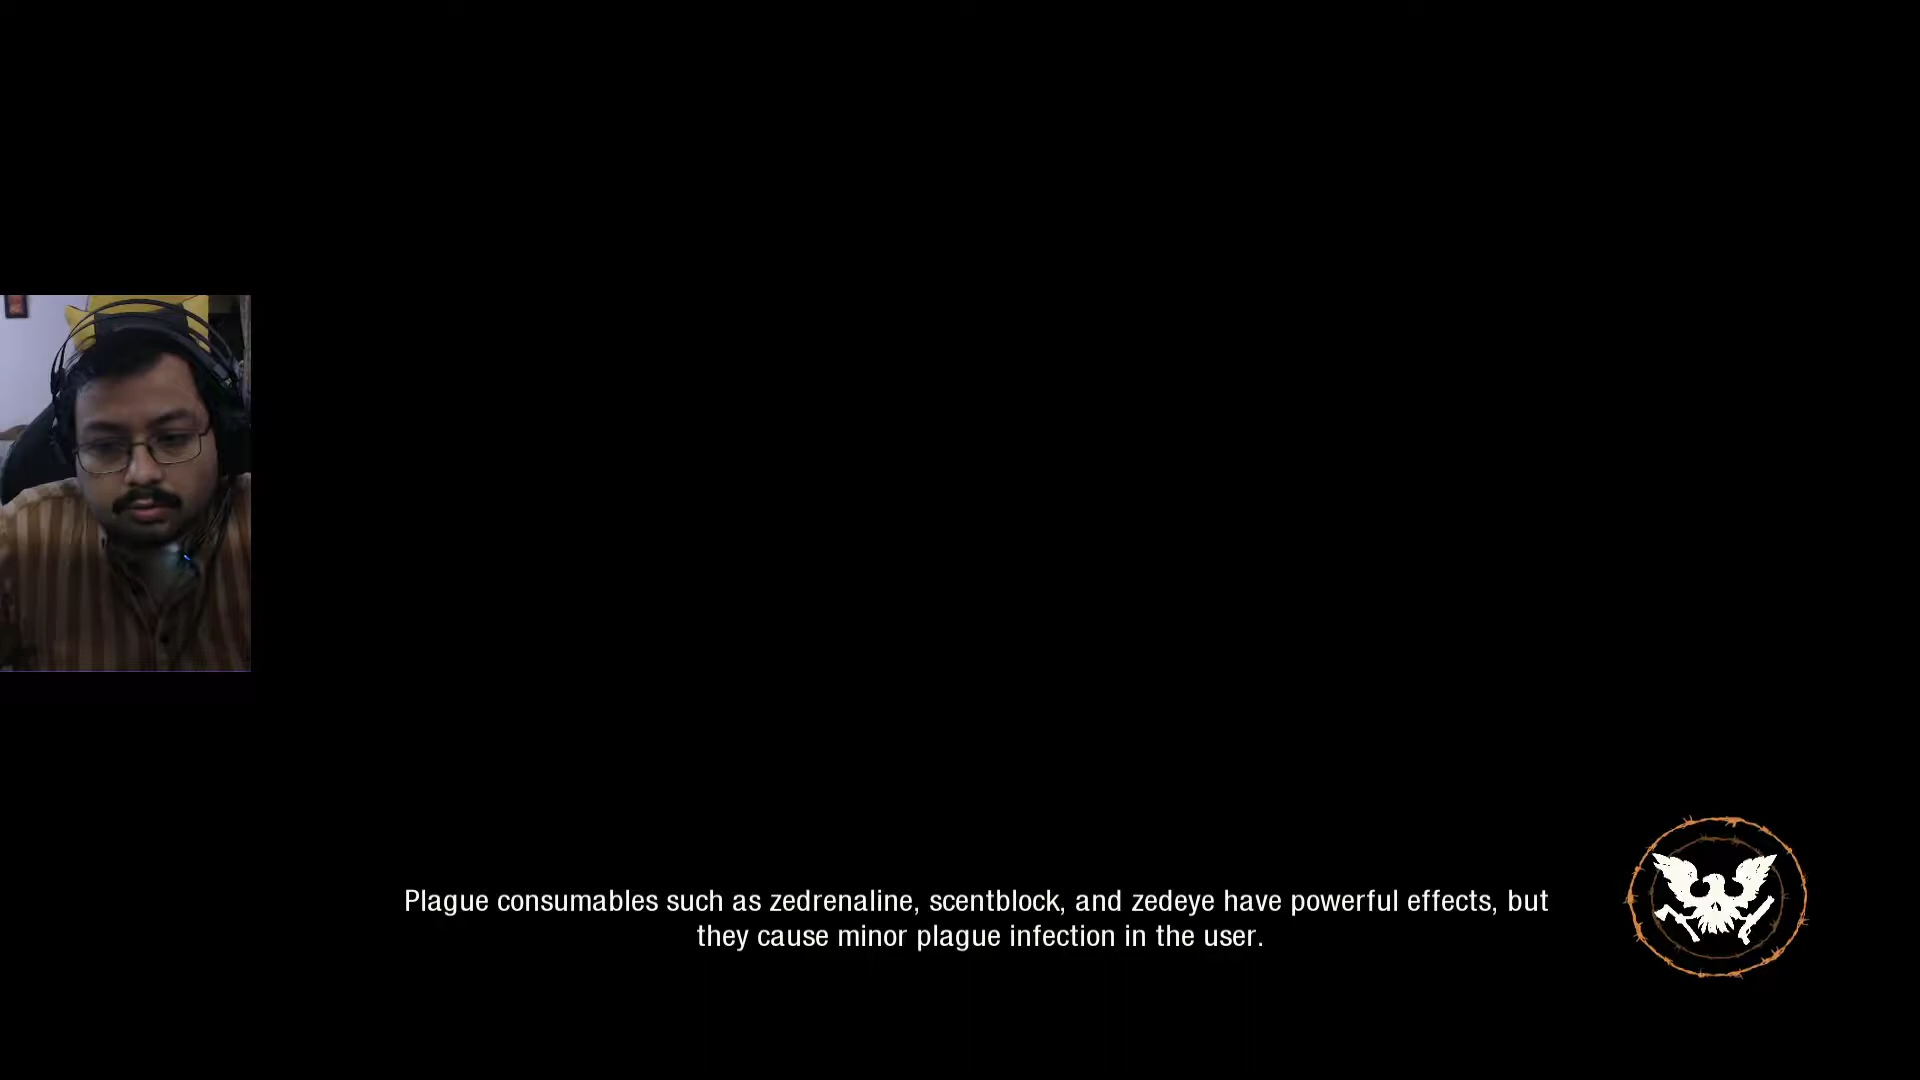 Plague consumables such as zedrenaline, scentblock, and zedeye have powerful effects, but
they cause minor plague infection in the user.